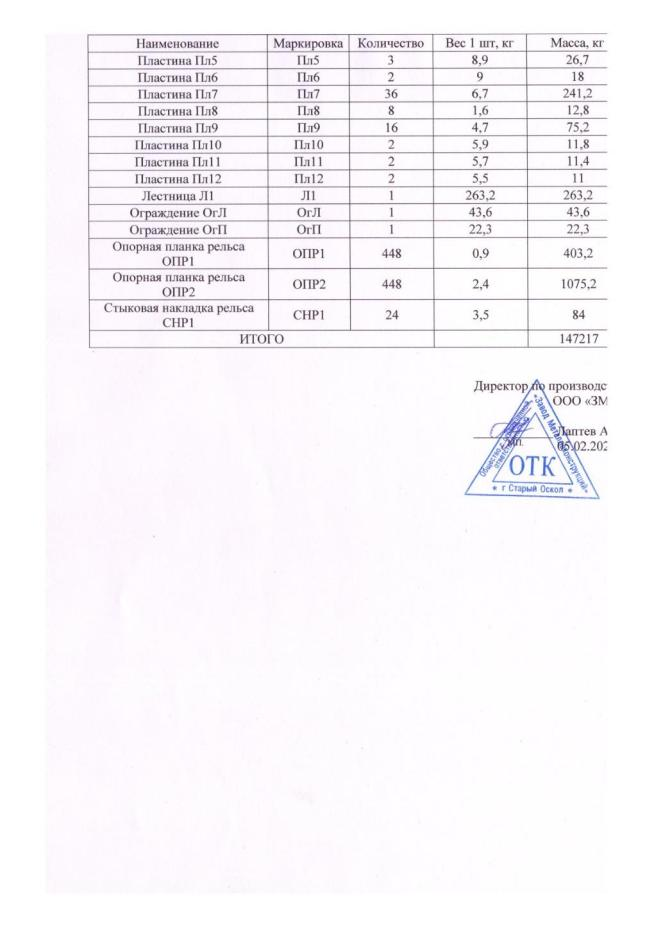 Наименование Маркировка Количество Вес 1 шт, кг Масса, кг
Пластина Пл5 Пл5 3 8,9 26,7
Пластина Пл6 Пл6 2 9 18
Пластина Пл7 Пл7 36 6,7 241,2
Пластина Пл8 Пл8 8 1,6 12,8
Пластина Пл9 Пл9 16 4,7 75,2
Пластина Пл10 Пл10 2 5,9 11,8
Пластина Пл11 Пл11 2 5,7 11,4
Пластина Пл12 Пл12 2 5,5 11
Лестница Л1 Л1 1 263,2 263,2
Ограждение ОгЛ ОгЛ 1 43,6 43,6
Ограждение ОгП ОгП 1 22,3 22,3
Опорная планка рельса
ОПР1 ОПР1 448 0,9 403,2
Опорная планка рельса
ОПР2 ОПР2 448 2,4 1075,2
Стыковая накладка рельса
СНР1 СНР1 24 3,5 84
ИТОГО 147217
Директор по производс
ООО «ЗМ
Лаптев А
МП.
05.02.202
Общество с ограниченной
ответственностью
«Завод Металлоконструкций»
ОТК
г Старый Оскол